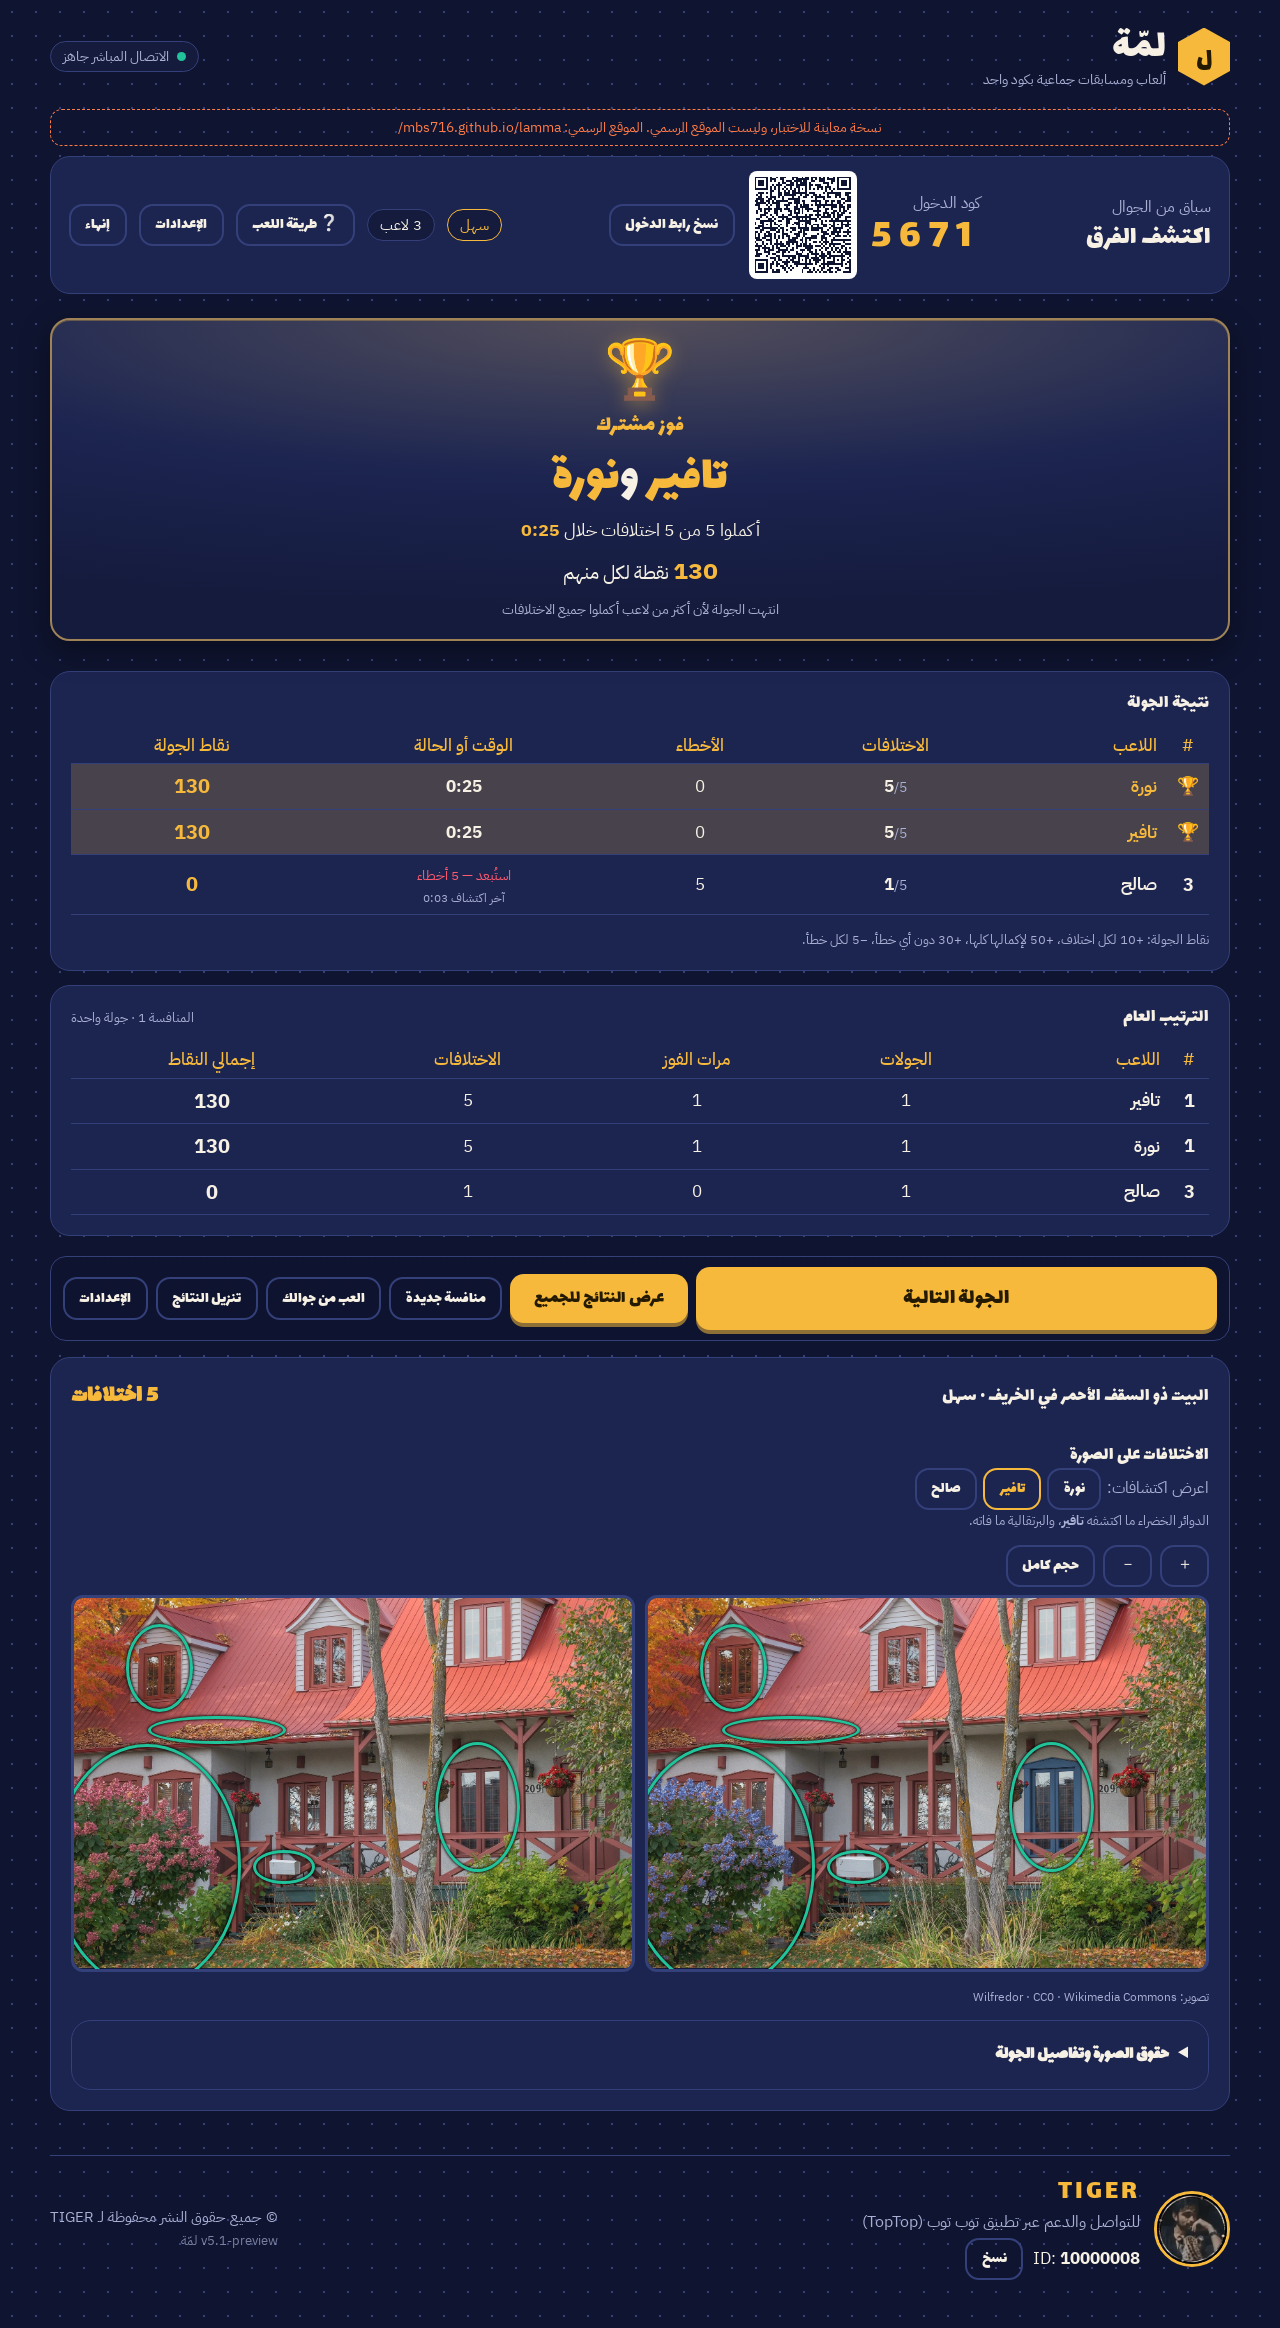 ل
لمّة
ألعاب ومسابقات جماعية بكود واحد
الاتصال المباشر جاهز
نسخة معاينة للاختبار، وليست الموقع الرسمي. الموقع الرسمي: mbs716.github.io/lamma/
سباق من الجوال
اكتشف الفرق
كود الدخول
5671
نسخ رابط الدخول
سهل
3 لاعب
؟ طريقة اللعب
الإعدادات
إنهاء
فوز مشترك
تافير ونورة
أكملوا 5 من 5 اختلافات خلال 0:25
130 نقطة لكل منهم
انتهت الجولة لأن أكثر من لاعب أكملوا جميع الاختلافات
نتيجة الجولة
# اللاعب الاختلافات الأخطاء الوقت أو الحالة نقاط الجولة
🏆 نورة 5/5 0 0:25 130
🏆 تافير 5/5 0 0:25 130
3 صالح 1/5 5 استُبعد — 5 أخطاء 0
آخر اكتشاف 0:03
نقاط الجولة: +10 لكل اختلاف، +50 لإكمالها كلها، +30 دون أي خطأ، −5 لكل خطأ.
الترتيب العام
المنافسة 1 · جولة واحدة
# اللاعب الجولات مرات الفوز الاختلافات إجمالي النقاط
1 تافير 1 1 5 130
1 نورة 1 1 5 130
3 صالح 1 0 1 0
الجولة التالية
عرض النتائج للجميع
منافسة جديدة
العب من جوالك
تنزيل النتائج
الإعدادات
البيت ذو السقف الأحمر في الخريف · سهل
5 اختلافات
الاختلافات على الصورة
اعرض اكتشافات: نورة تافير صالح
الدوائر الخضراء ما اكتشفه تافير، والبرتقالية ما فاته.
+ − حجم كامل
209
209
تصوير: Wilfredor · CC0 · Wikimedia Commons
◀ حقوق الصورة وتفاصيل الجولة
TIGER
للتواصل والدعم عبر تطبيق توب توب (TopTop)
ID: 10000008
نسخ
© جميع حقوق النشر محفوظة لـ TIGER
لمّة v5.1-preview